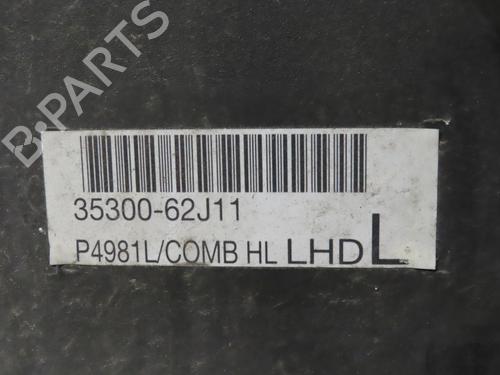 B-PARTS
35300-62J11
P4981L/COMB HL LHD L